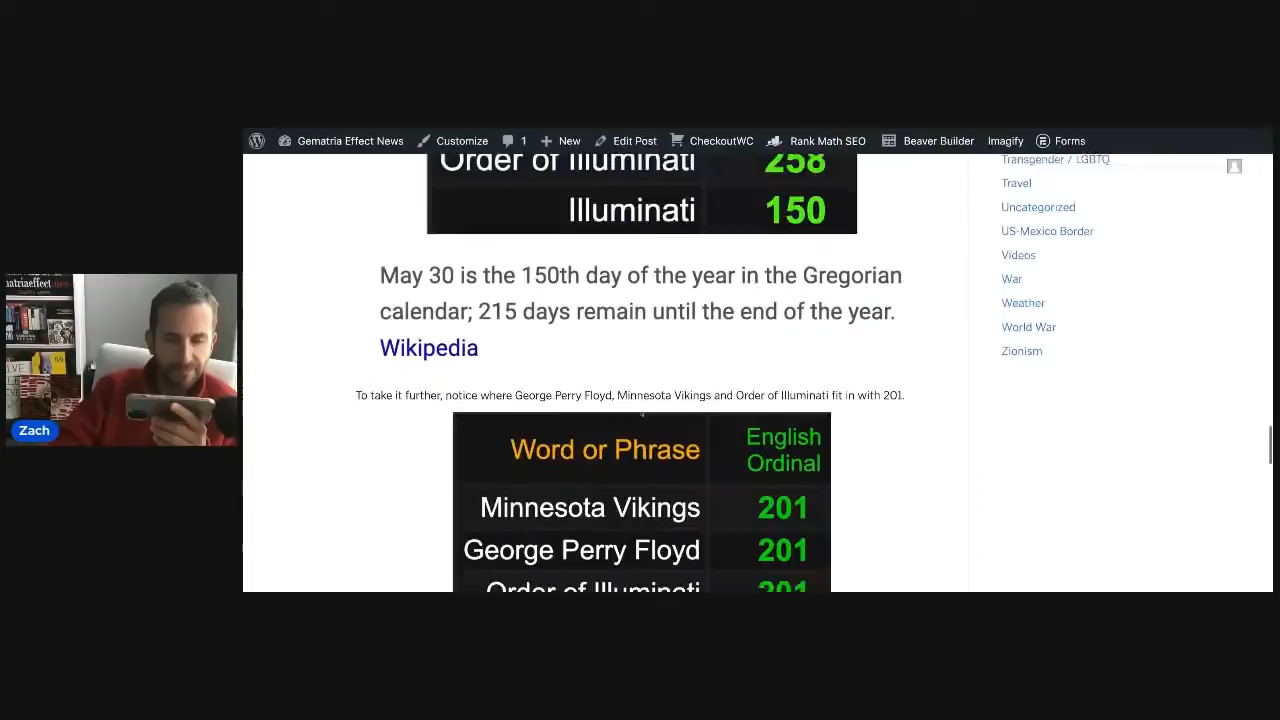 Gematria Effect News Customize 1 New Edit Post CheckoutWC Rank Math SEO Beaver Builder Imagify Forms
Order of Illuminati 258
Illuminati 150
May 30 is the 150th day of the year in the Gregorian
calendar; 215 days remain until the end of the year.
Wikipedia
To take it further, notice where George Perry Floyd, Minnesota Vikings and Order of Illuminati fit in with 201.
Word or Phrase English
Ordinal
Minnesota Vikings 201
George Perry Floyd 201
Order of Illuminati 201
Transgender / LGBTQ
Travel
Uncategorized
US-Mexico Border
Videos
War
Weather
World War
Zionism
Zach